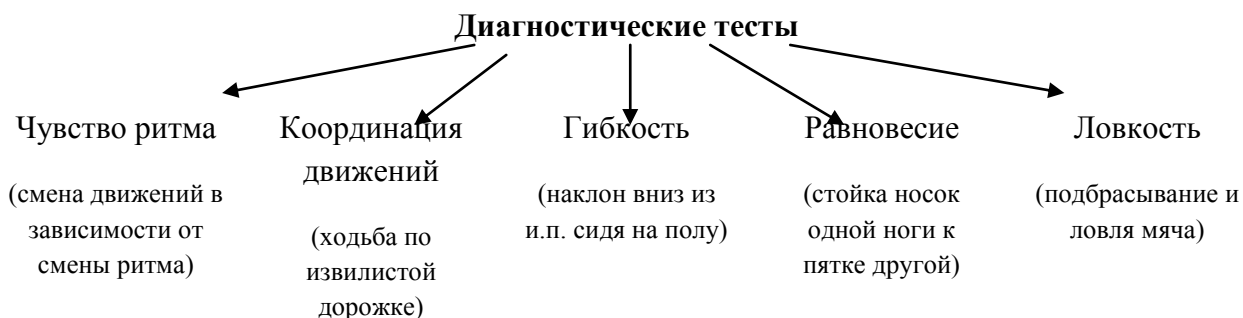 Диагностические тесты
Чувство ритма
(смена движений в
зависимости от
смены ритма)
Координация
движений
(ходьба по
извилистой
дорожке)
Гибкость
(наклон вниз из
и.п. сидя на полу)
Равновесие
(стойка носок
одной ноги к
пятке другой)
Ловкость
(подбрасывание и
ловля мяча)